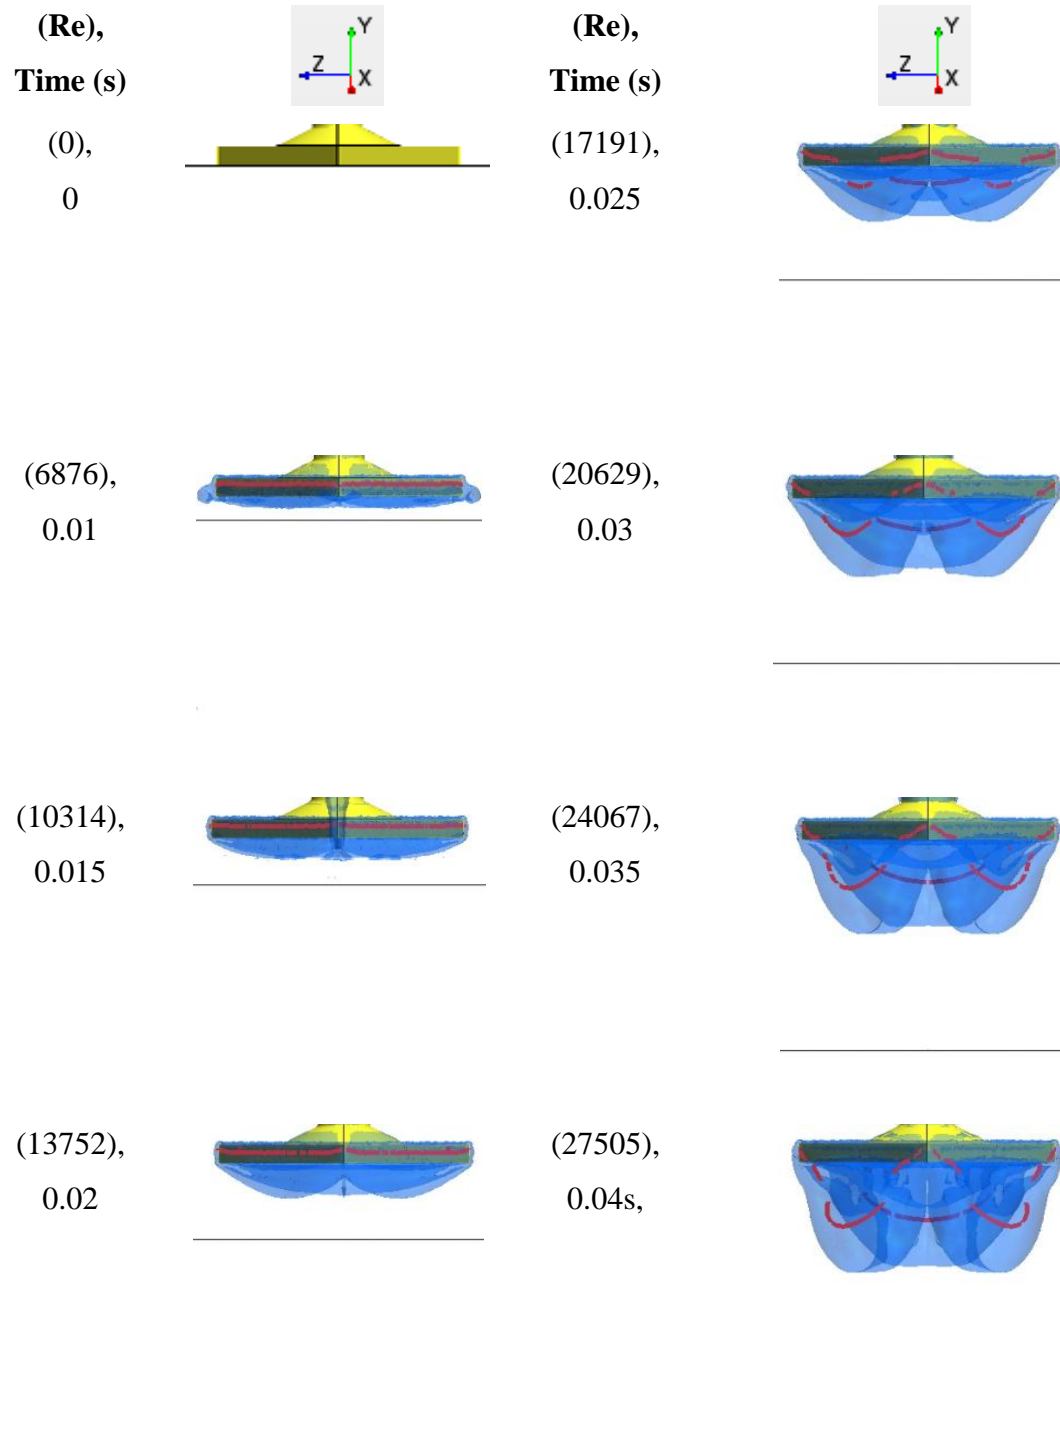 (Re),
Time (s)
Y
Z
X
(Re),
Time (s)
Y
Z
X
(0),
0
(17191),
0.025
(6876),
0.01
(20629),
0.03
(10314),
0.015
(24067),
0.035
(13752),
0.02
(27505),
0.04s,